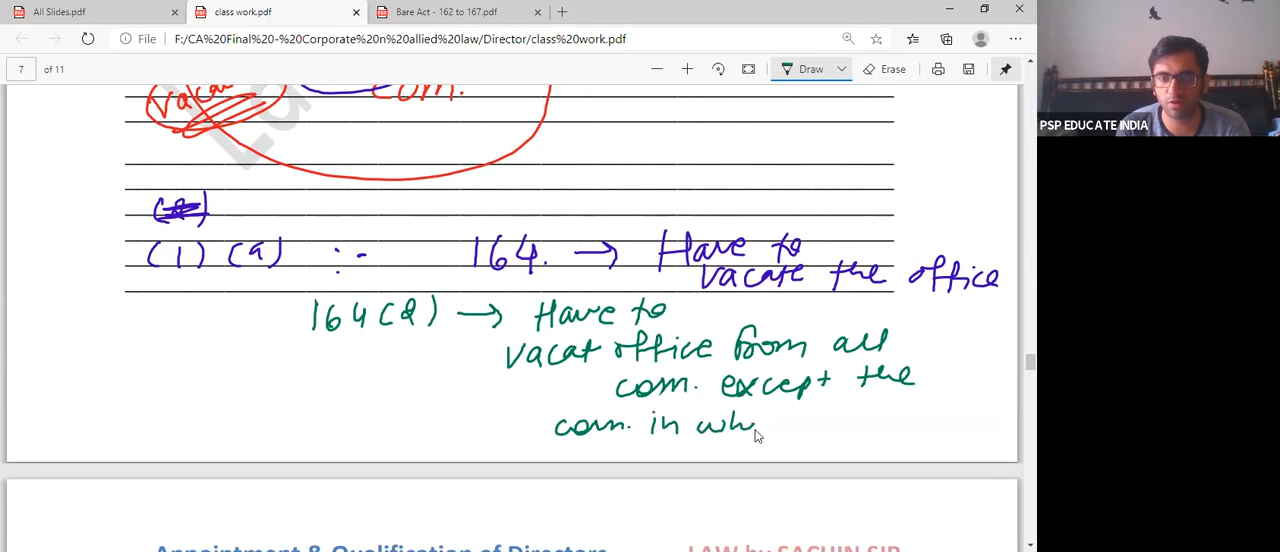 All Slides.pdf
class work.pdf
Bare Act - 162 to 167.pdf
File
F:/CA%20Final%20-%20Corporate%20n%20allied%20law/Director/class%20work.pdf
7 of 11
Draw
Erase
PSP EDUCATE INDIA
com.
(1) (a) :- 164. → Have to
vacate the office
164(2) → Have to
vacat office from all
com. except the
com. in wh
Appointment & Qualification of Directors
LAW by SACHIN SIR